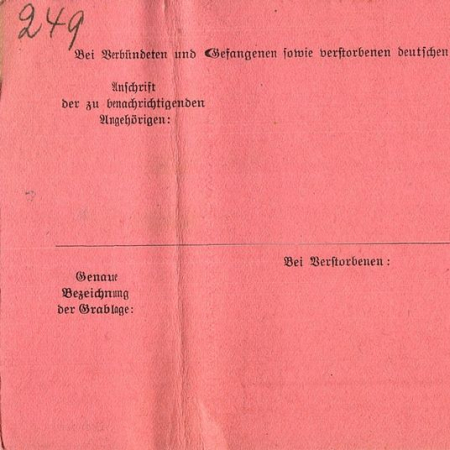 249
Bei Verbündeten und Gefangenen sowie verstorbenen deutschen
Anschrift
der zu benachrichtigenden
Angehörigen:
Bei Verstorbenen:
Genaue
Bezeichnung
der Grablage: